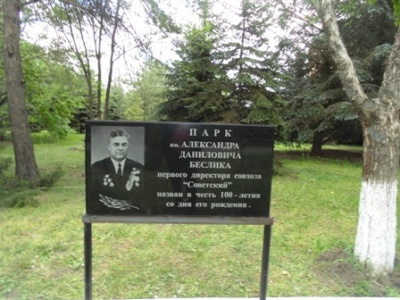 ПАРК
им. АЛЕКСАНДРА
ДАНИЛОВИЧА
БЕСЛИКА
первого директора совхоза
"Советский"
назван в честь 100-летия
со дня его рождения.